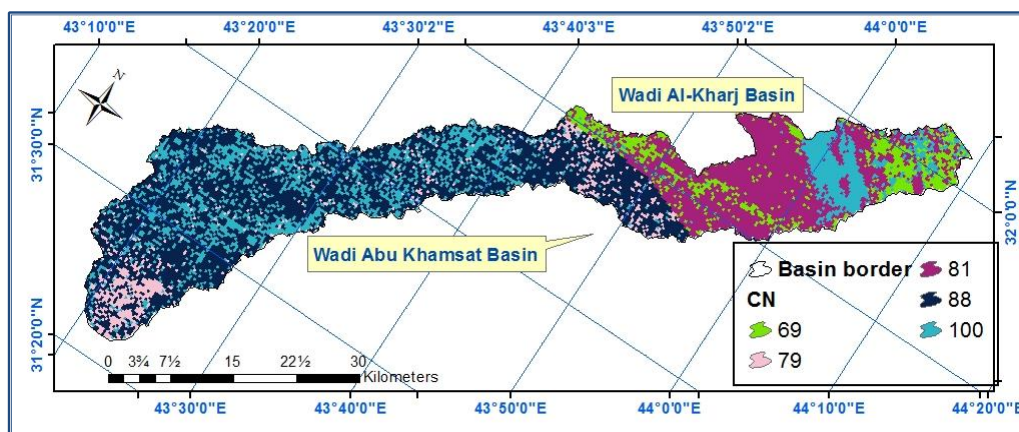 43°10'0"E 43°20'0"E 43°30'2"E 43°40'3"E 43°50'2"E 44°0'0"E
N
31°30'0"N
31°20'0"N
Wadi Al-Kharj Basin
Wadi Abu Khamsat Basin
32°0'0"N
Basin border
CN
69
79
81
88
100
0 3¾ 7½ 15 22½ 30
Kilometers
43°30'0"E 43°40'0"E 43°50'0"E 44°0'0"E 44°10'0"E 44°20'0"E